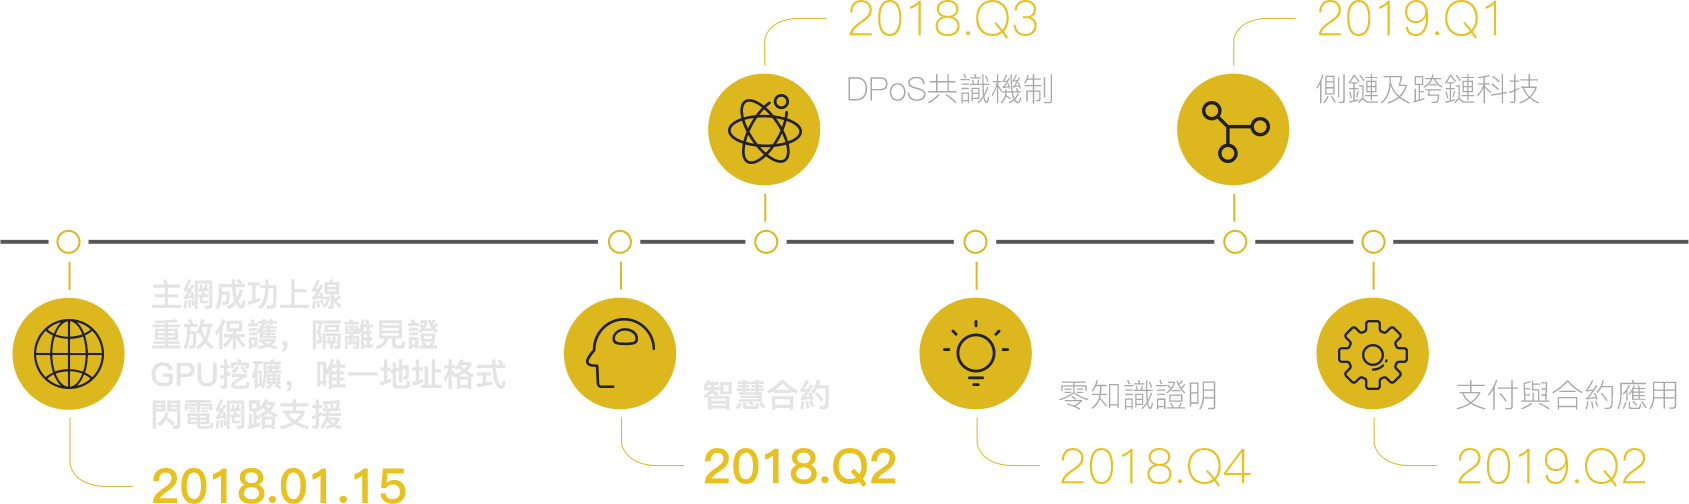 2018.Q3
DPoS共識機制
2019.Q1
側鏈及跨鏈科技
主網成功上線
重放保護，隔離見證
GPU挖礦，唯一地址格式
閃電網路支援
2018.01.15
智慧合約
2018.Q2
零知識證明
2018.Q4
支付與合約應用
2019.Q2